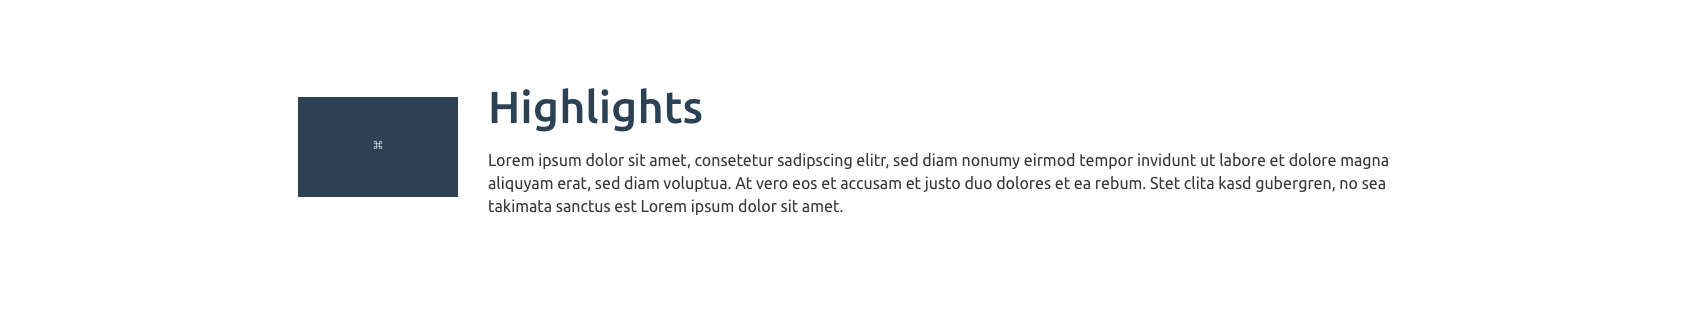 ⌘
Highlights
Lorem ipsum dolor sit amet, consetetur sadipscing elitr, sed diam nonumy eirmod tempor invidunt ut labore et dolore magna
aliquyam erat, sed diam voluptua. At vero eos et accusam et justo duo dolores et ea rebum. Stet clita kasd gubergren, no sea
takimata sanctus est Lorem ipsum dolor sit amet.